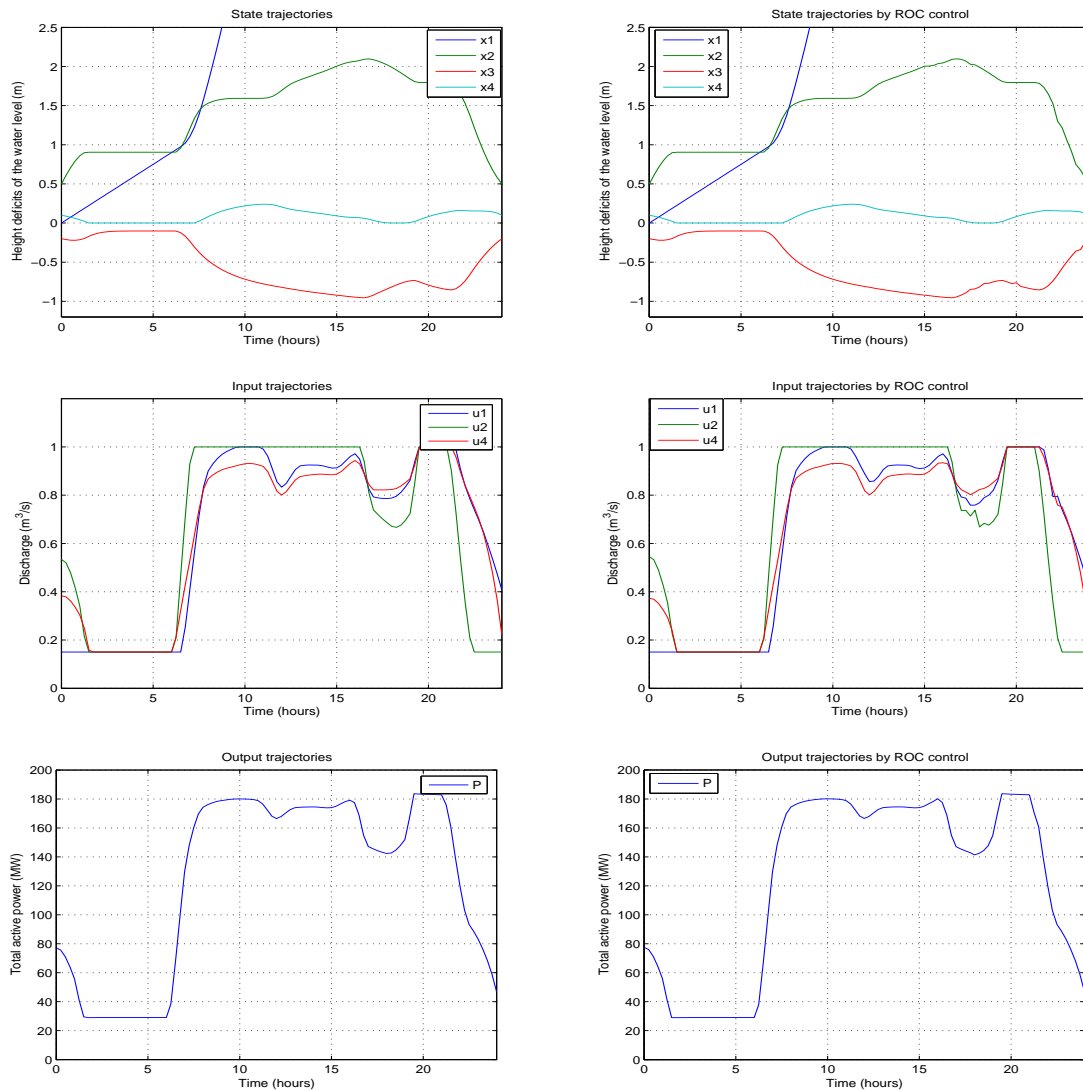 State trajectories
Height deficits of the water level (m)
2.5
2
1.5
1
0.5
0
−0.5
−1
0 5 10 15 20
Time (hours)
x1
x2
x3
x4
State trajectories by ROC control
Height deficits of the water level (m)
2.5
2
1.5
1
0.5
0
−0.5
−1
0 5 10 15 20
Time (hours)
x1
x2
x3
x4
Input trajectories
Discharge (m³/s)
1
0.8
0.6
0.4
0.2
0
0 5 10 15 20
Time (hours)
u1
u2
u4
Input trajectories by ROC control
Discharge (m³/s)
1
0.8
0.6
0.4
0.2
0
0 5 10 15 20
Time (hours)
u1
u2
u4
Output trajectories
Total active power (MW)
200
180
160
140
120
100
80
60
40
20
0
0 5 10 15 20
Time (hours)
P
Output trajectories by ROC control
Total active power (MW)
200
180
160
140
120
100
80
60
40
20
0
0 5 10 15 20
Time (hours)
P